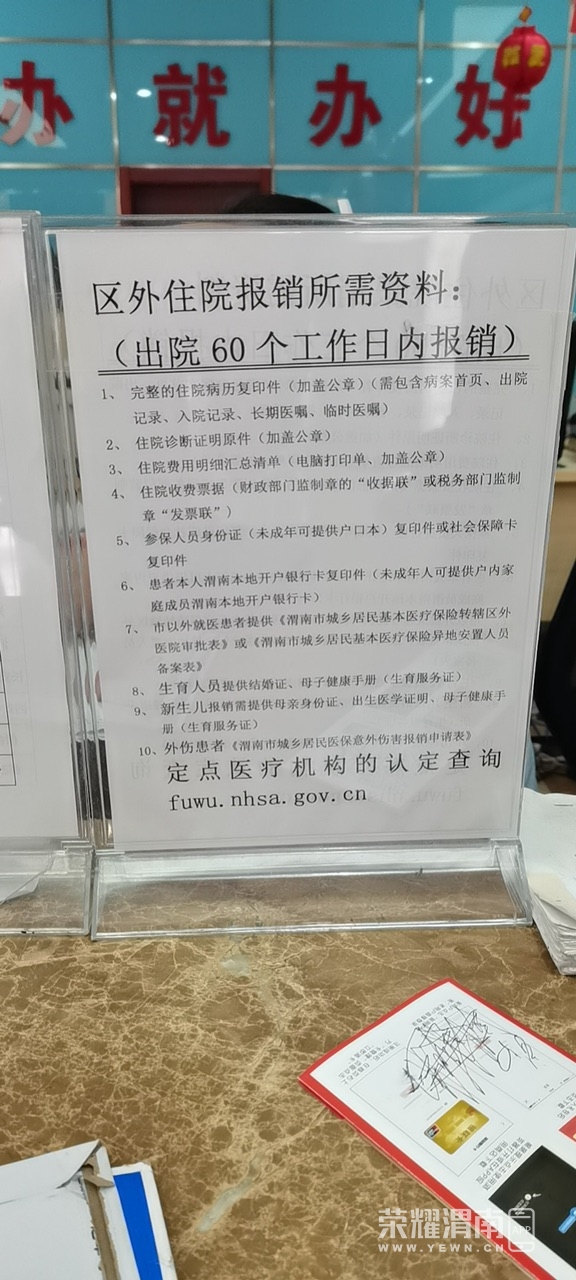 办就办好
区外住院报销所需资料：
（出院 60 个工作日内报销）
1、 完整的住院病历复印件（加盖公章）（需包含病案首页、出院
记录、入院记录、长期医嘱、临时医嘱）
2、 住院诊断证明原件（加盖公章）
3、 住院费用明细汇总清单（电脑打印单、加盖公章）
4、 住院收费票据（财政部门监制章的“收据联”或税务部门监制
章“发票联”）
5、 参保人员身份证（未成年可提供户口本）复印件或社会保障卡
复印件
6、 患者本人渭南本地开户银行卡复印件（未成年人可提供户内家
庭成员渭南本地开户银行卡）
7、 市以外就医患者提供《渭南市城乡居民基本医疗保险转辖区外
医院审批表》或《渭南市城乡居民基本医疗保险异地安置人员
备案表》
8、 生育人员提供结婚证、母子健康手册（生育服务证）
9、 新生儿报销需提供母亲身份证、出生医学证明、母子健康手
册（生育服务证）
10、外伤患者《渭南市城乡居民医保意外伤害报销申请表》
定点医疗机构的认定查询
fuwu.nhsa.gov.cn
荣耀渭南 APP
WWW.YEWN.CN